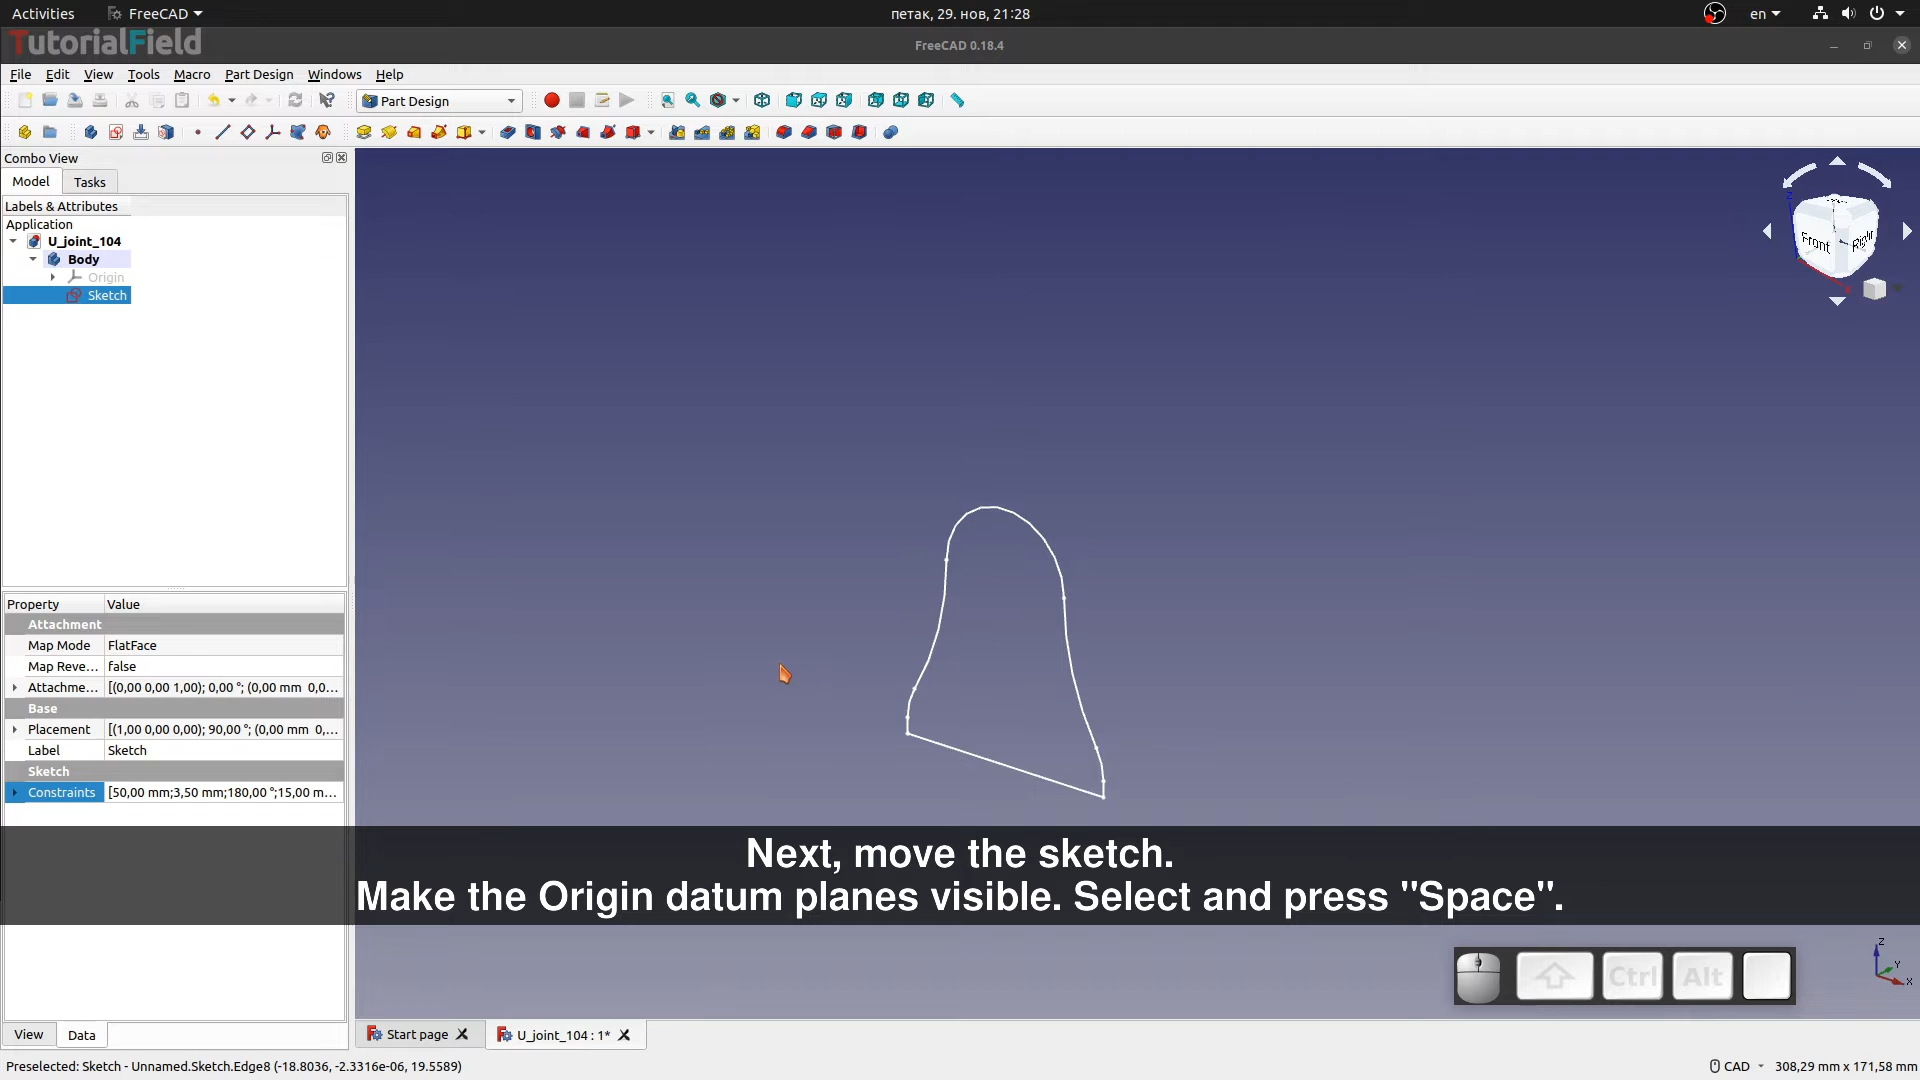 Activities FreeCAD петак, 29. нов, 21:28 en
TutorialField FreeCAD 0.18.4
File Edit View Tools Macro Part Design Windows Help
Part Design
Combo View
Model Tasks
Labels & Attributes
Application
U_joint_104
Body
Origin
Sketch
Front Right
Property Value
Attachment
Map Mode FlatFace
Map Reve... false
Attachme... [(0,00 0,00 1,00); 0,00 °; (0,00 mm 0,0...
Base
Placement [(1,00 0,00 0,00); 90,00 °; (0,00 mm 0,...
Label Sketch
Sketch
Constraints [50,00 mm;3,50 mm;180,00 °;15,00 m...
Next, move the sketch.
Make the Origin datum planes visible. Select and press "Space".
Ctrl Alt
Z
Y
X
View Data
Start page U_joint_104 : 1*
Preselected: Sketch - Unnamed.Sketch.Edge8 (-18.8036, -2.3316e-06, 19.5589) CAD 308,29 mm x 171,58 mm